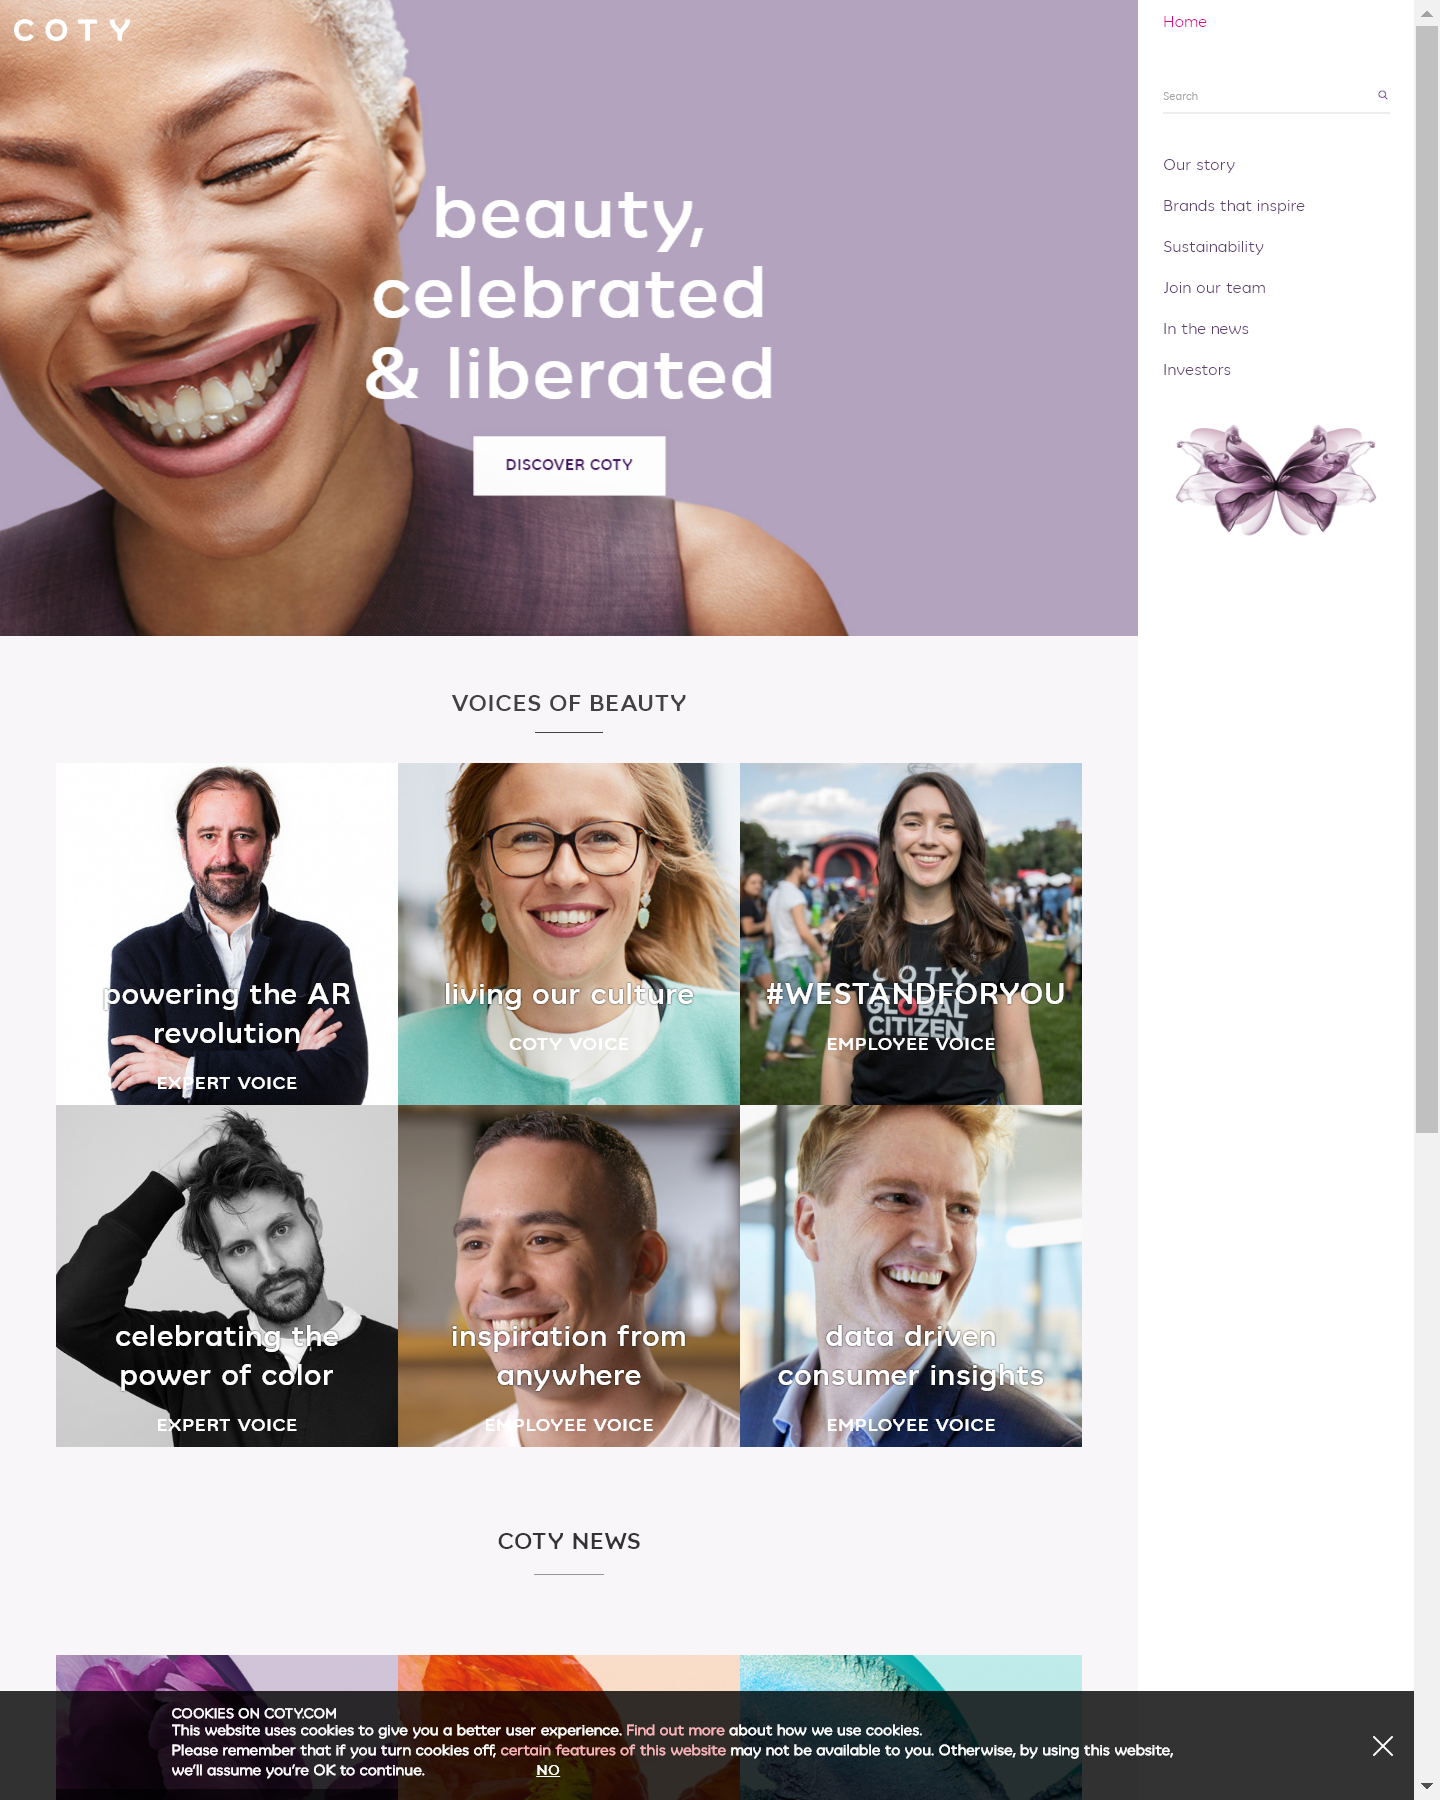 COTY
Home
Search
Our story
Brands that inspire
Sustainability
Join our team
In the news
Investors
beauty,
celebrated
& liberated
DISCOVER COTY
VOICES OF BEAUTY
powering the AR
revolution
EXPERT VOICE
living our culture
COTY VOICE
COTY
GLOBAL
CITIZEN
#WESTANDFORYOU
EMPLOYEE VOICE
celebrating the
power of color
EXPERT VOICE
inspiration from
anywhere
EMPLOYEE VOICE
data driven
consumer insights
EMPLOYEE VOICE
COTY NEWS
COOKIES ON COTY.COM
This website uses cookies to give you a better user experience. Find out more about how we use cookies.
Please remember that if you turn cookies off, certain features of this website may not be available to you. Otherwise, by using this website,
we'll assume you're OK to continue. NO